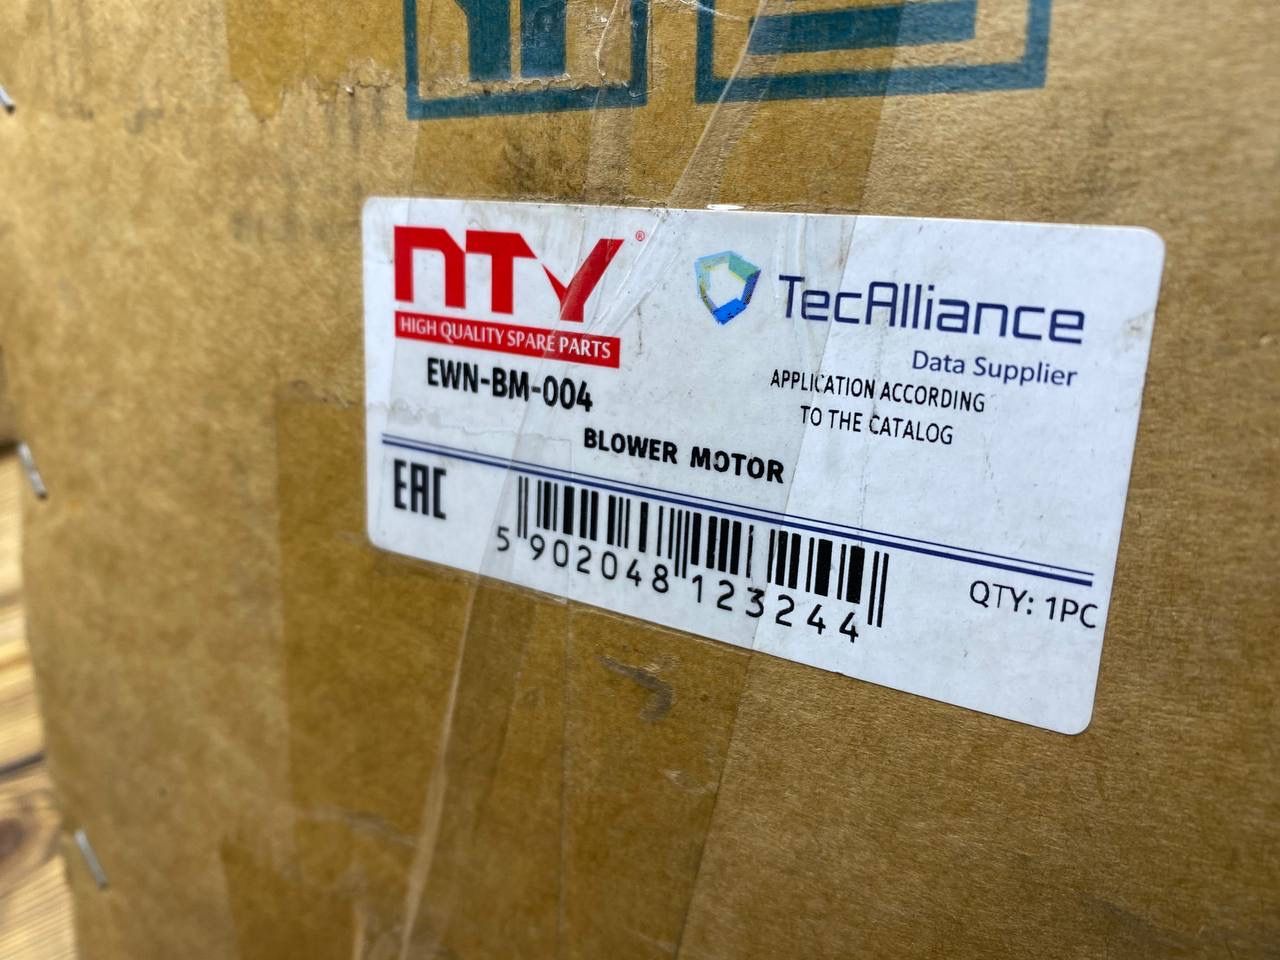 NTY®
HIGH QUALITY SPARE PARTS
EWN-BM-004
TecAlliance
Data Supplier
APPLICATION ACCORDING
TO THE CATALOG
BLOWER MOTOR
EAC
5 902048 123244
QTY: 1PC